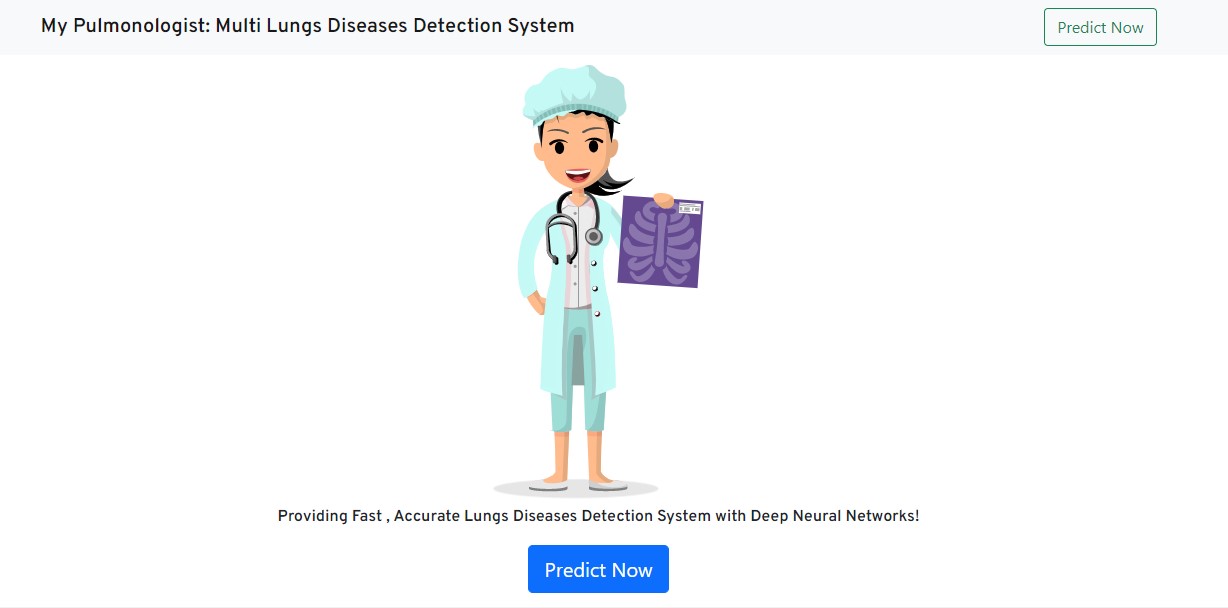 My Pulmonologist: Multi Lungs Diseases Detection System
Predict Now
Providing Fast , Accurate Lungs Diseases Detection System with Deep Neural Networks!
Predict Now